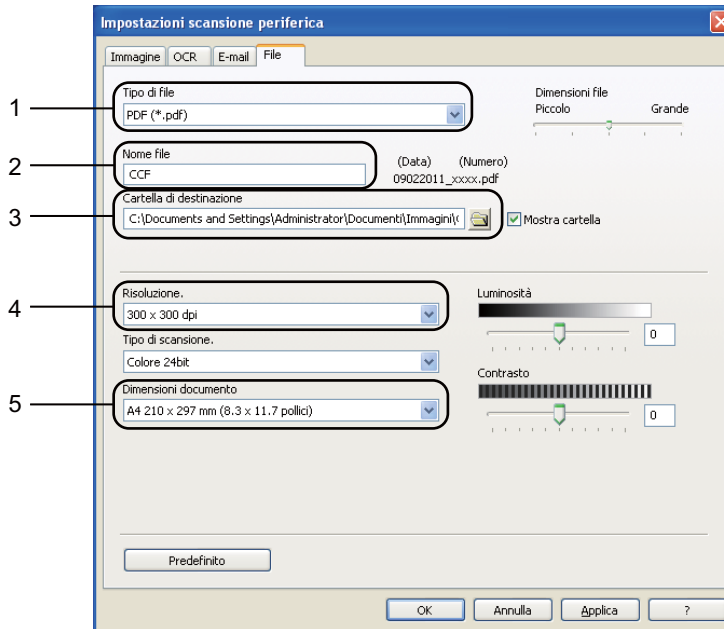 Impostazioni scansione periferica
Immagine OCR E-mail File
1
Tipo di file
PDF (*.pdf)
Dimensioni file
Piccolo Grande
2
Nome file
CCF
(Data) (Numero)
09022011_xxxx.pdf
3
Cartella di destinazione
C:\Documents and Settings\Administrator\Documenti\Immagini\
Mostra cartella
4
Risoluzione.
300 x 300 dpi
Tipo di scansione.
Colore 24bit
5
Dimensioni documento
A4 210 x 297 mm (8.3 x 11.7 pollici)
Luminosità
0
Contrasto
0
Predefinito
OK Annulla Applica ?